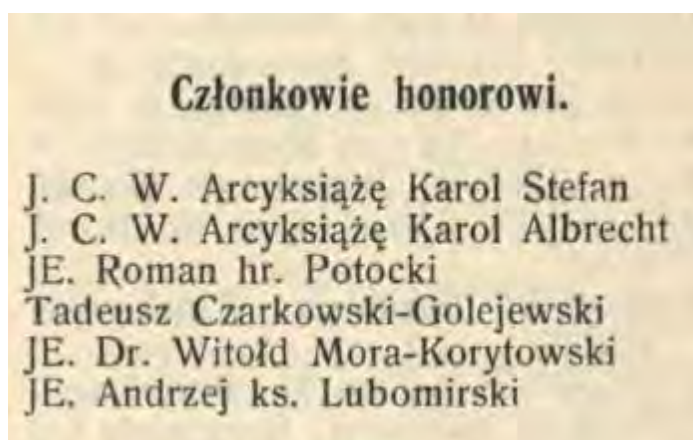 Członkowie honorowi.
J. C. W. Arcyksiążę Karol Stefan
J. C. W. Arcyksiążę Karol Albrecht
JE. Roman hr. Potocki
Tadeusz Czarkowski-Golejewski
JE. Dr. Witołd Mora-Korytowski
JE. Andrzej ks. Lubomirski